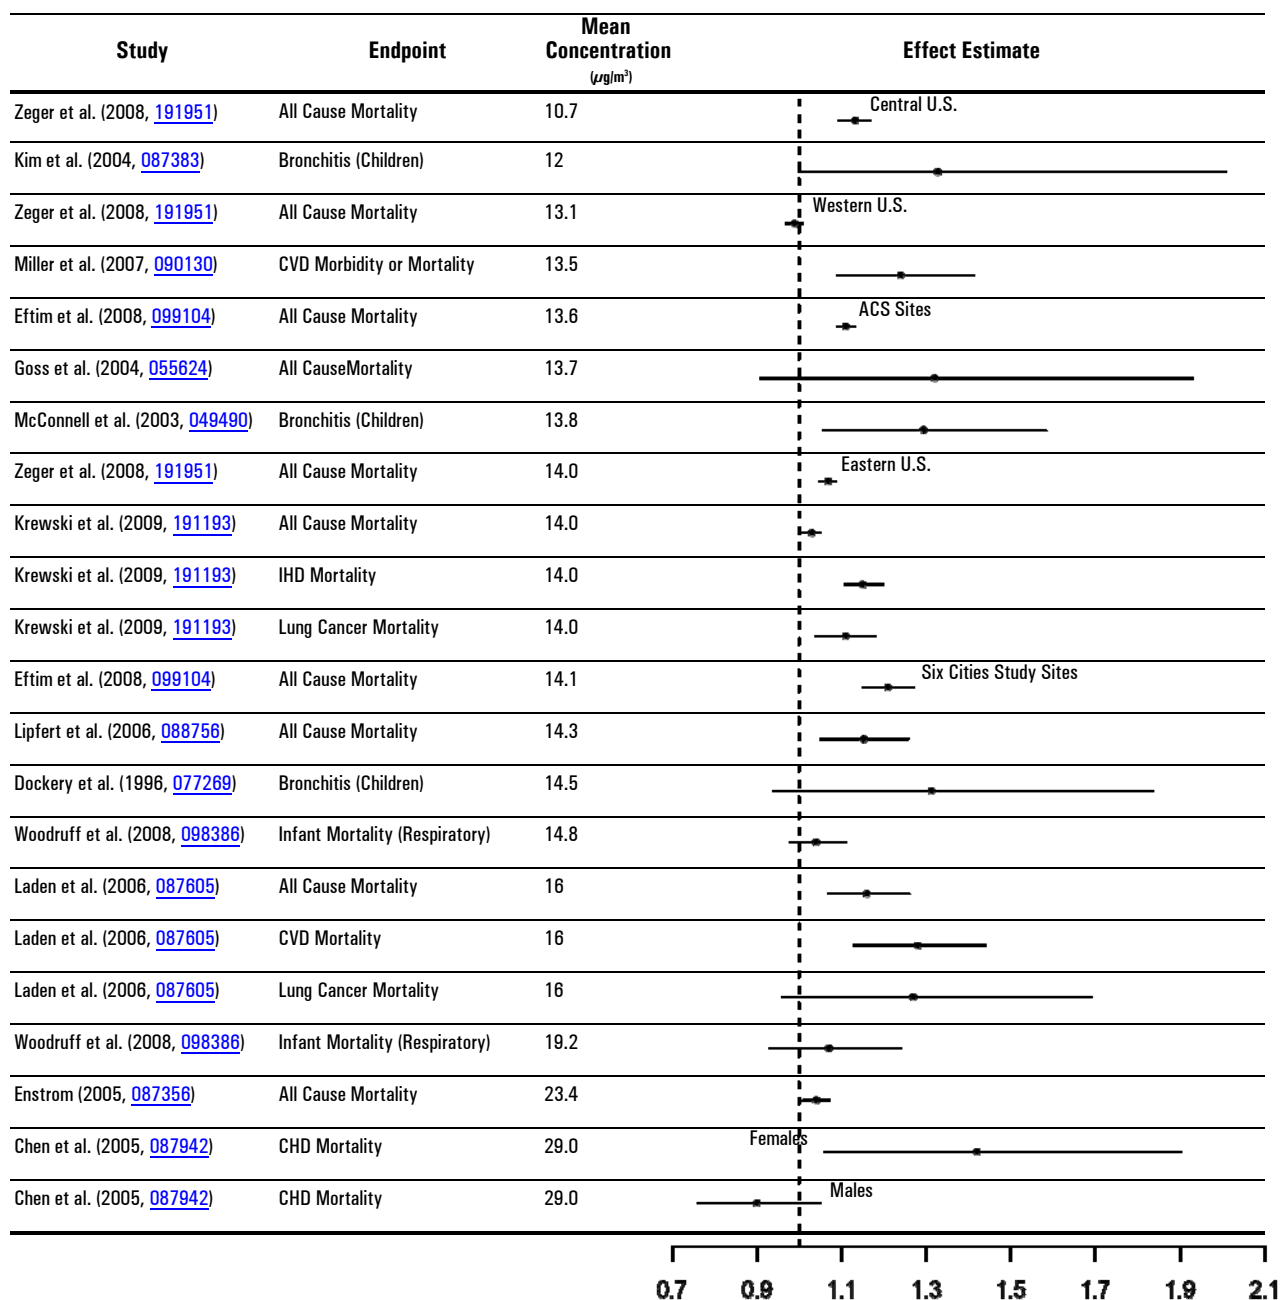 Study Endpoint Mean Concentration (µg/m³) Effect Estimate
Zeger et al. (2008, 191951) All Cause Mortality 10.7 Central U.S.
Kim et al. (2004, 087383) Bronchitis (Children) 12
Zeger et al. (2008, 191951) All Cause Mortality 13.1 Western U.S.
Miller et al. (2007, 090130) CVD Morbidity or Mortality 13.5
Eftim et al. (2008, 099104) All Cause Mortality 13.6 ACS Sites
Goss et al. (2004, 055624) All CauseMortality 13.7
McConnell et al. (2003, 049490) Bronchitis (Children) 13.8
Zeger et al. (2008, 191951) All Cause Mortality 14.0 Eastern U.S.
Krewski et al. (2009, 191193) All Cause Mortality 14.0
Krewski et al. (2009, 191193) IHD Mortality 14.0
Krewski et al. (2009, 191193) Lung Cancer Mortality 14.0
Eftim et al. (2008, 099104) All Cause Mortality 14.1 Six Cities Study Sites
Lipfert et al. (2006, 088756) All Cause Mortality 14.3
Dockery et al. (1996, 077269) Bronchitis (Children) 14.5
Woodruff et al. (2008, 098386) Infant Mortality (Respiratory) 14.8
Laden et al. (2006, 087605) All Cause Mortality 16
Laden et al. (2006, 087605) CVD Mortality 16
Laden et al. (2006, 087605) Lung Cancer Mortality 16
Woodruff et al. (2008, 098386) Infant Mortality (Respiratory) 19.2
Enstrom (2005, 087356) All Cause Mortality 23.4
Chen et al. (2005, 087942) CHD Mortality 29.0 Females
Chen et al. (2005, 087942) CHD Mortality 29.0 Males
0.7 0.9 1.1 1.3 1.5 1.7 1.9 2.1